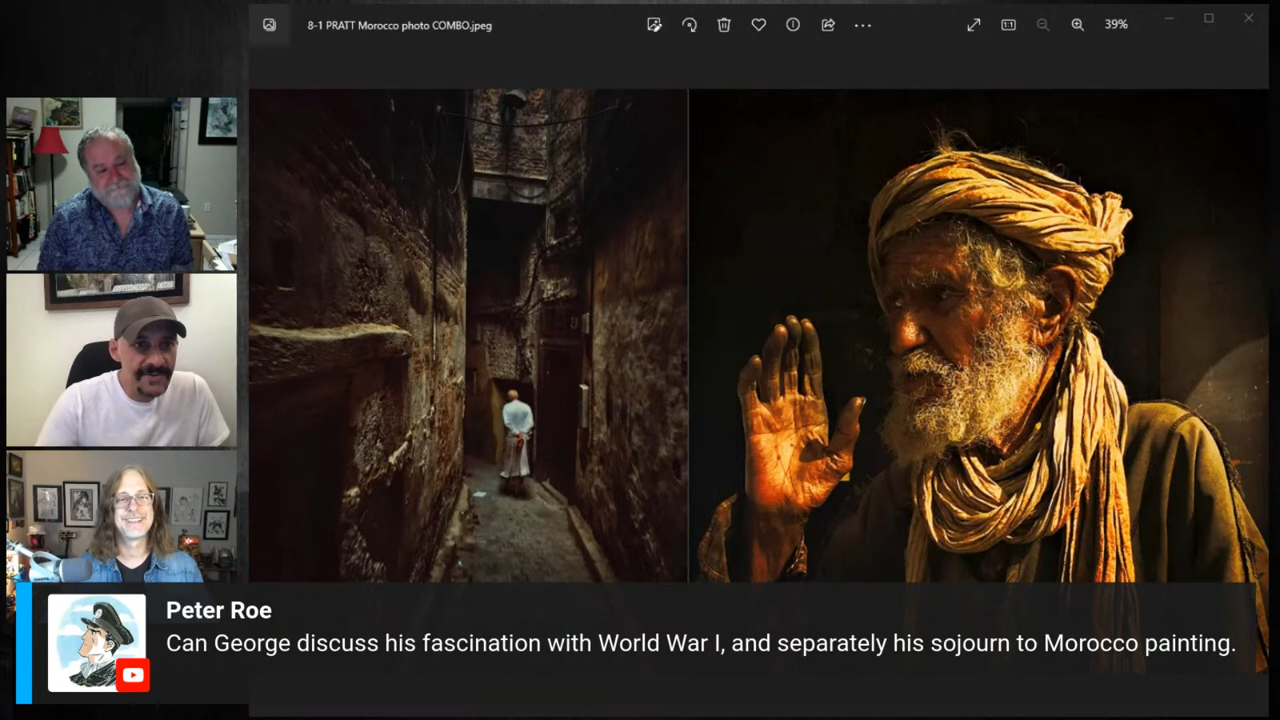 8-1 PRATT Morocco photo COMBO.jpeg
39%
Peter Roe
Can George discuss his fascination with World War I, and separately his sojourn to Morocco painting.